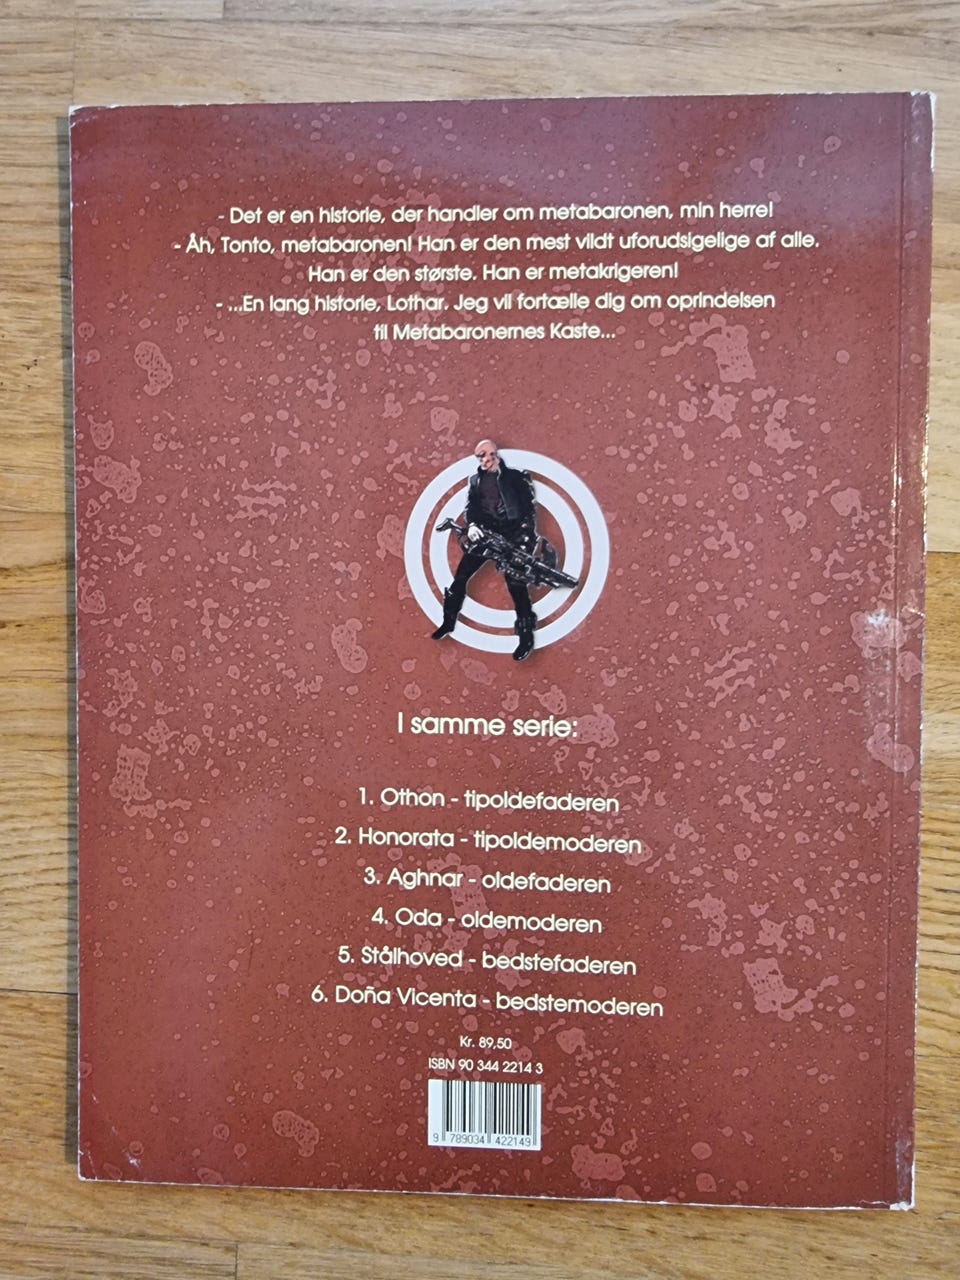 - Det er en historie, der handler om metabaronen, min herre!
- Åh, Tonto, metabaronen! Han er den mest vildt uforudsigelige af alle.
Han er den største. Han er metakrigeren!
- ...En lang historie, Lothar. Jeg vil fortælle dig om oprindelsen
til Metabaronernes Kaste...
I samme serie:
1. Othon - tipoldefaderen
2. Honorata - tipoldemoderen
3. Aghnar - oldefaderen
4. Oda - oldemoderen
5. Stålhoved - bedstefaderen
6. Doña Vicenta - bedstemoderen
Kr. 89,50
ISBN 90 344 2214 3
9 789034 422149